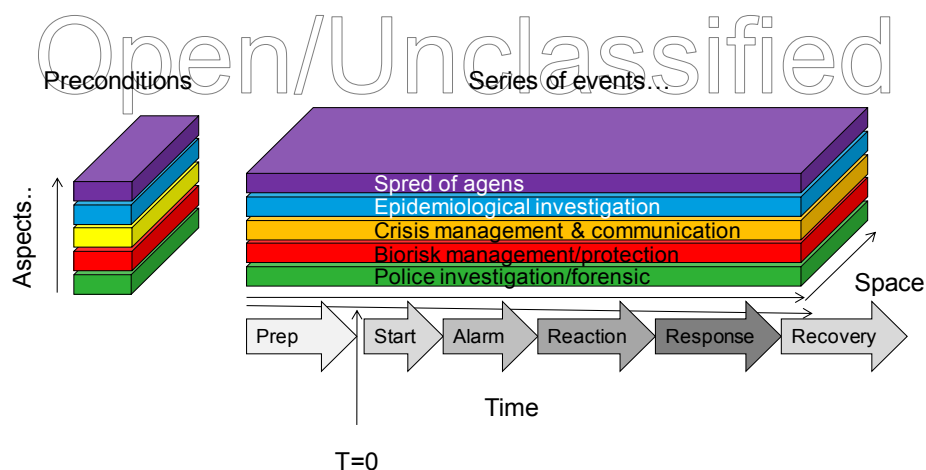 Open/Unclassified
Preconditions
Series of events…
Aspects..
Spred of agens
Epidemiological investigation
Crisis management & communication
Biorisk management/protection
Police investigation/forensic
Space
Prep
Start
Alarm
Reaction
Response
Recovery
Time
T=0